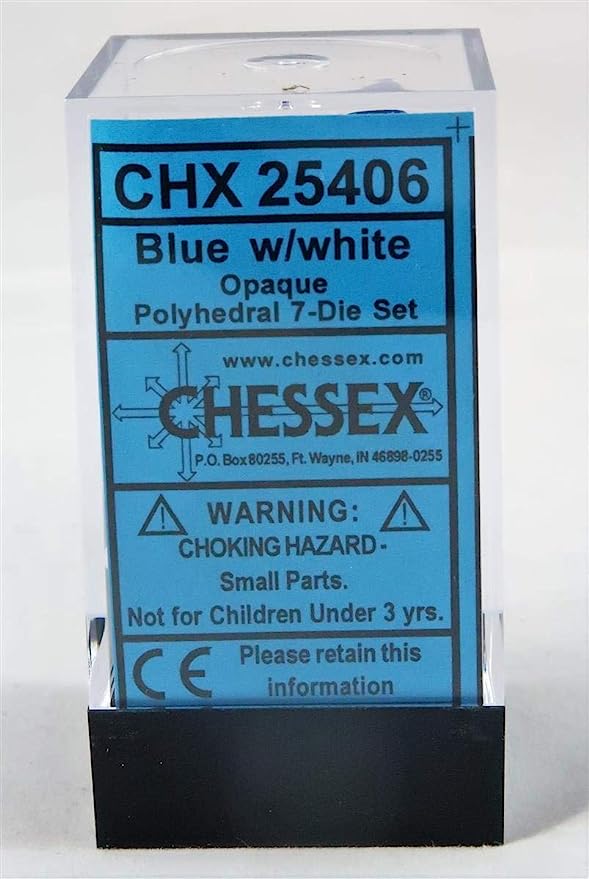 CHX 25406
Blue w/white
Opaque
Polyhedral 7-Die Set
www.chessex.com
CHESSEX®
P.O. Box 80255, Ft. Wayne, IN 46898-0255
WARNING:
CHOKING HAZARD-
Small Parts.
Not for Children Under 3 yrs.
CE Please retain this
information